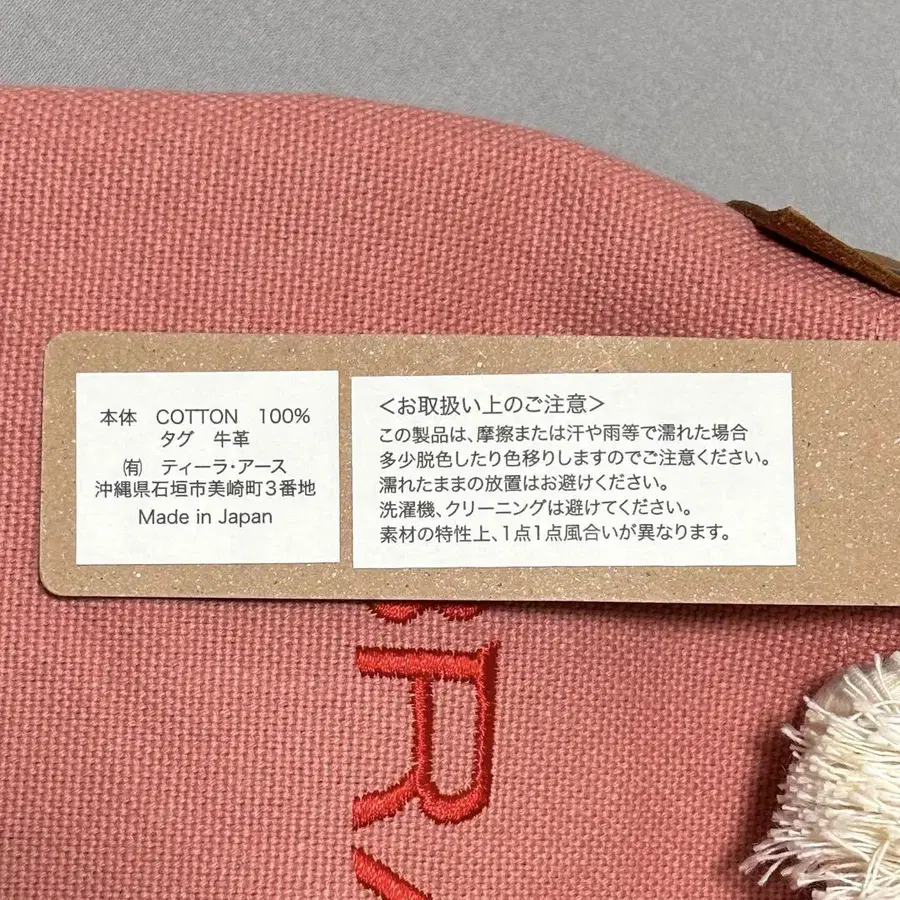 本体 COTTON 100%
タグ 牛革
㈲ ティーラ・アース
沖縄県石垣市美崎町3番地
Made in Japan
＜お取扱い上のご注意＞
この製品は、摩擦または汗や雨等で濡れた場合
多少脱色したり色移りしますのでご注意ください。
濡れたままの放置はお避けください。
洗濯機、クリーニングは避けてください。
素材の特性上、1点1点風合いが異なります。